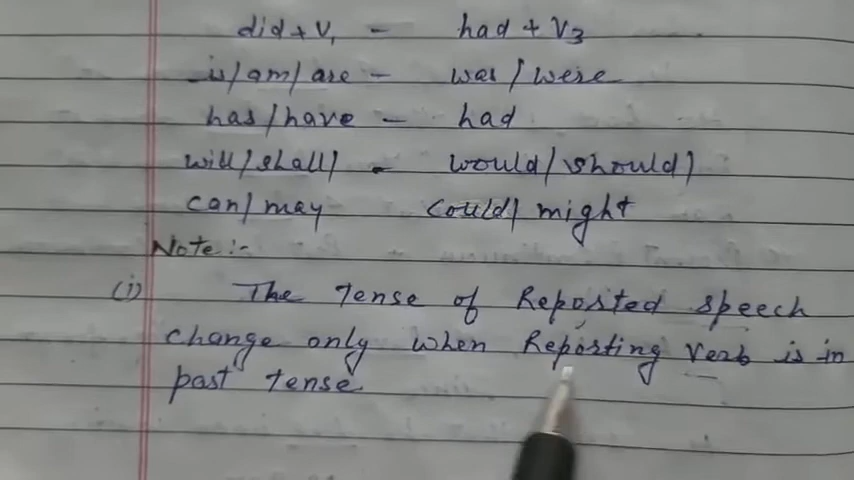 did + V1 - had + V3
is/am/are - was/were
has/have - had
will/shall/ - would/should/
can/may could/might
Note :-
(i) The Tense of Reported speech
change only when Reporting Verb is in
past tense.